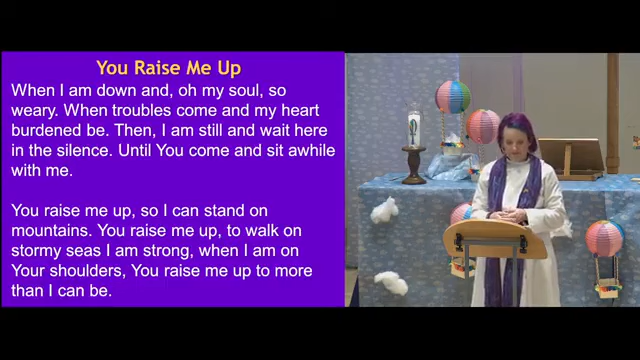 You Raise Me Up
When I am down and, oh my soul, so
weary. When troubles come and my heart
burdened be. Then, I am still and wait here
in the silence. Until You come and sit awhile
with me.
You raise me up, so I can stand on
mountains. You raise me up, to walk on
stormy seas I am strong, when I am on
Your shoulders, You raise me up to more
than I can be.